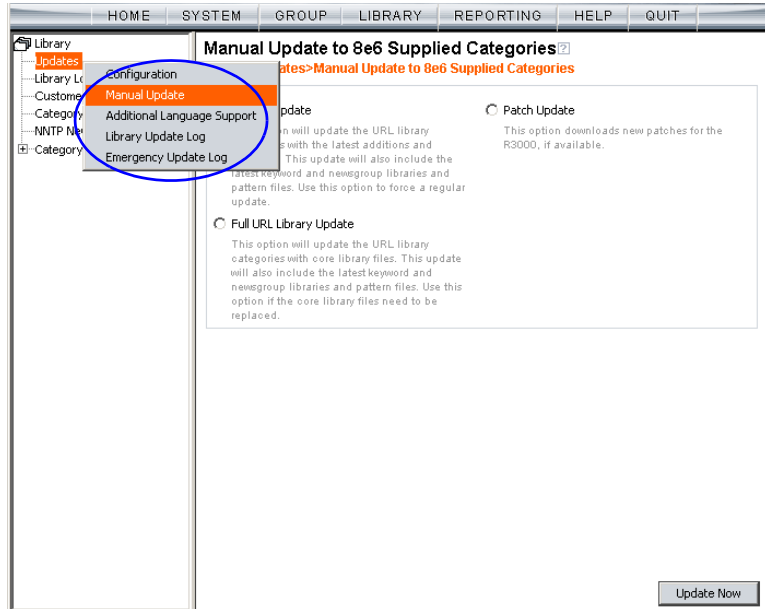 HOME SYSTEM GROUP LIBRARY REPORTING HELP QUIT
Library
Updates
Library
Custome
Category
NNTP
Category
Configuration
Manual Update
Additional Language Support
Library Update Log
Emergency Update Log
Manual Update to 8e6 Supplied Categories
ates>Manual Update to 8e6 Supplied Categories
pdate
will update the URL library
with the latest additions and
This update will also include the
latest keyword and newsgroup libraries and
pattern files. Use this option to force a regular
update.
Patch Update
This option downloads new patches for the
R3000, if available.
Full URL Library Update
This option will update the URL library
categories with core library files. This update
will also include the latest keyword and
newsgroup libraries and pattern files. Use this
option if the core library files need to be
replaced.
Update Now